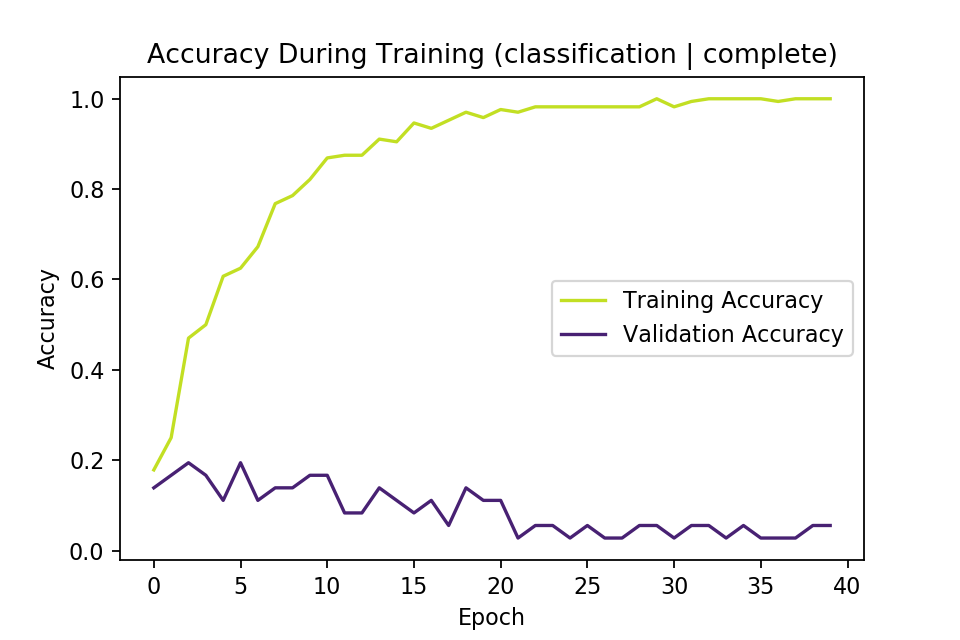 Accuracy During Training (classification | complete)
Accuracy
1.0
0.8
0.6
0.4
0.2
0.0
Training Accuracy
Validation Accuracy
0 5 10 15 20 25 30 35 40
Epoch